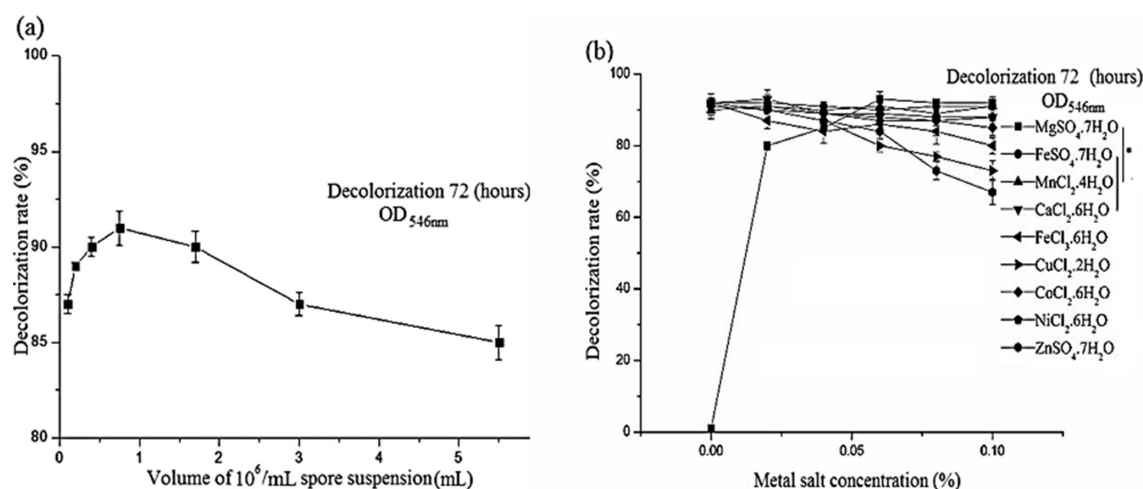 (a)
100
95
90
85
80
Decolorization rate (%)
Decolorization 72 (hours)
OD546nm
0 1 2 3 4 5
Volume of 10^6/mL spore suspension(mL)
(b)
100
80
60
40
20
0
Decolorization rate (%)
Decolorization 72 (hours)
OD546nm
MgSO4.7H2O
FeSO4.7H2O
MnCl2.4H2O
CaCl2.6H2O
FeCl3.6H2O
CuCl2.2H2O
CoCl2.6H2O
NiCl2.6H2O
ZnSO4.7H2O
*
0.00 0.05 0.10
Metal salt concentration (%)